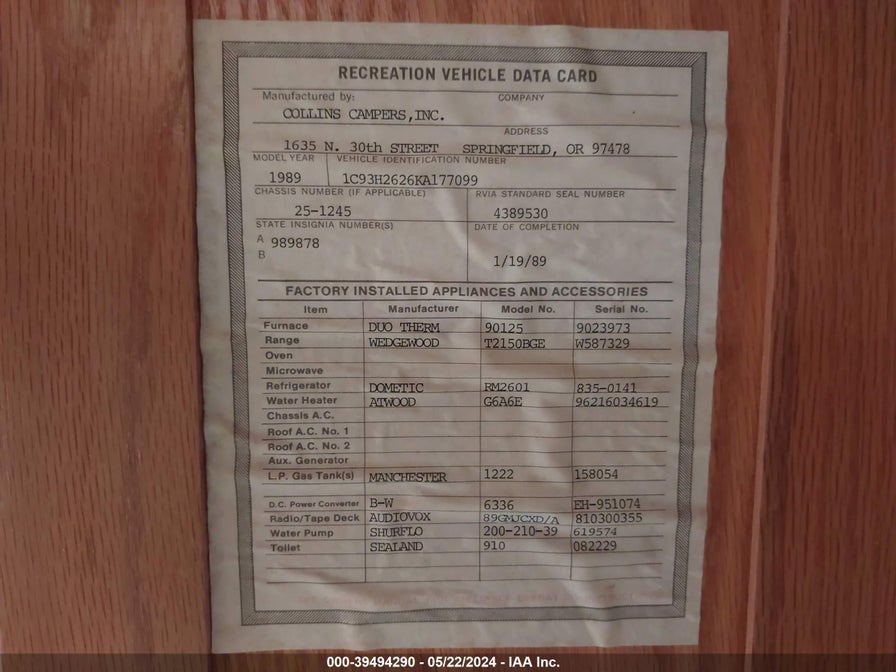 RECREATION VEHICLE DATA CARD
Manufactured by: COMPANY
COLLINS CAMPERS,INC.
ADDRESS
1635 N. 30th STREET SPRINGFIELD, OR 97478
MODEL YEAR VEHICLE IDENTIFICATION NUMBER
1989 1C93H2626KA177099
CHASSIS NUMBER (IF APPLICABLE) RVIA STANDARD SEAL NUMBER
25-1245 4389530
STATE INSIGNIA NUMBER(S) DATE OF COMPLETION
A 989878
B
1/19/89
FACTORY INSTALLED APPLIANCES AND ACCESSORIES
Item Manufacturer Model No. Serial No.
Furnace DUO THERM 90125 9023973
Range WEDGEWOOD T2150BGE W587329
Oven
Microwave
Refrigerator DOMETIC RM2601 835-0141
Water Heater ATWOOD G6A6E 96216034619
Chassis A.C.
Roof A.C. No. 1
Roof A.C. No. 2
Aux. Generator
L.P. Gas Tank(s) MANCHESTER 1222 158054
D.C. Power Converter B-W 6336 EH-951074
Radio/Tape Deck AUDIOVOX 89GMJCXD/A 810300355
Water Pump SHURFLO 200-210-39 619574
Toilet SEALAND 910 082229
000-39494290 - 05/22/2024 - IAA Inc.